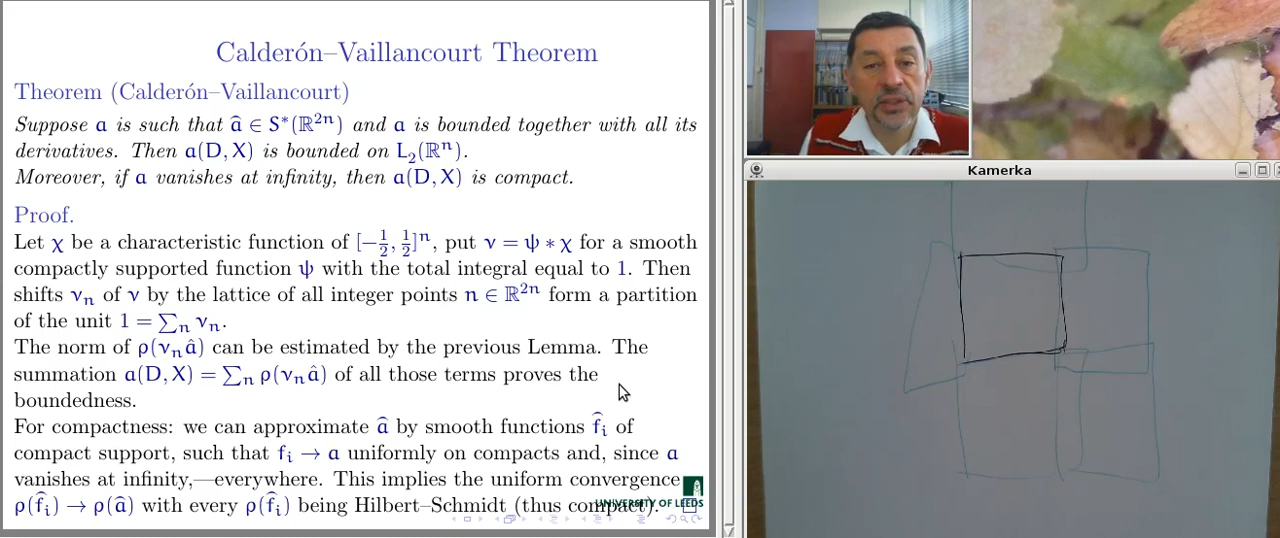 Calderón–Vaillancourt Theorem
Theorem (Calderón–Vaillancourt)
Suppose a is such that â ∈ S*(ℝ²ⁿ) and a is bounded together with all its
derivatives. Then a(D, X) is bounded on L₂(ℝⁿ).
Moreover, if a vanishes at infinity, then a(D, X) is compact.
Proof.
Let χ be a characteristic function of [−½, ½]ⁿ, put ν = ψ ∗ χ for a smooth
compactly supported function ψ with the total integral equal to 1. Then
shifts νₙ of ν by the lattice of all integer points n ∈ ℝ²ⁿ form a partition
of the unit 1 = ∑ₙ νₙ.
The norm of ρ(νₙâ) can be estimated by the previous Lemma. The
summation a(D, X) = ∑ₙ ρ(νₙâ) of all those terms proves the
boundedness.
For compactness: we can approximate â by smooth functions f̂ᵢ of
compact support, such that fᵢ → a uniformly on compacts and, since a
vanishes at infinity,—everywhere. This implies the uniform convergence
ρ(f̂ᵢ) → ρ(â) with every ρ(f̂ᵢ) being Hilbert–Schmidt (thus compact).
UNIVERSITY OF LEEDS
Kamerka